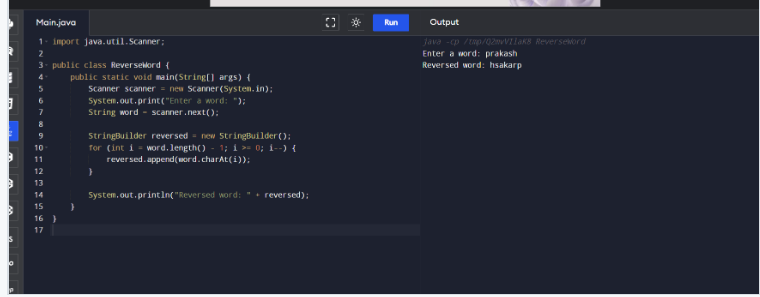 Main.java
Run
Output
1 import java.util.Scanner;
2
3 public class ReverseWord {
4 public static void main(String[] args) {
5 Scanner scanner = new Scanner(System.in);
6 System.out.print("Enter a word: ");
7 String word = scanner.next();
8
9 StringBuilder reversed = new StringBuilder();
10 for (int i = word.length() - 1; i >= 0; i--) {
11 reversed.append(word.charAt(i));
12 }
13
14 System.out.println("Reversed word: " + reversed);
15 }
16 }
17
java -cp ReverseWord
Enter a word: prakash
Reversed word: hsakarp